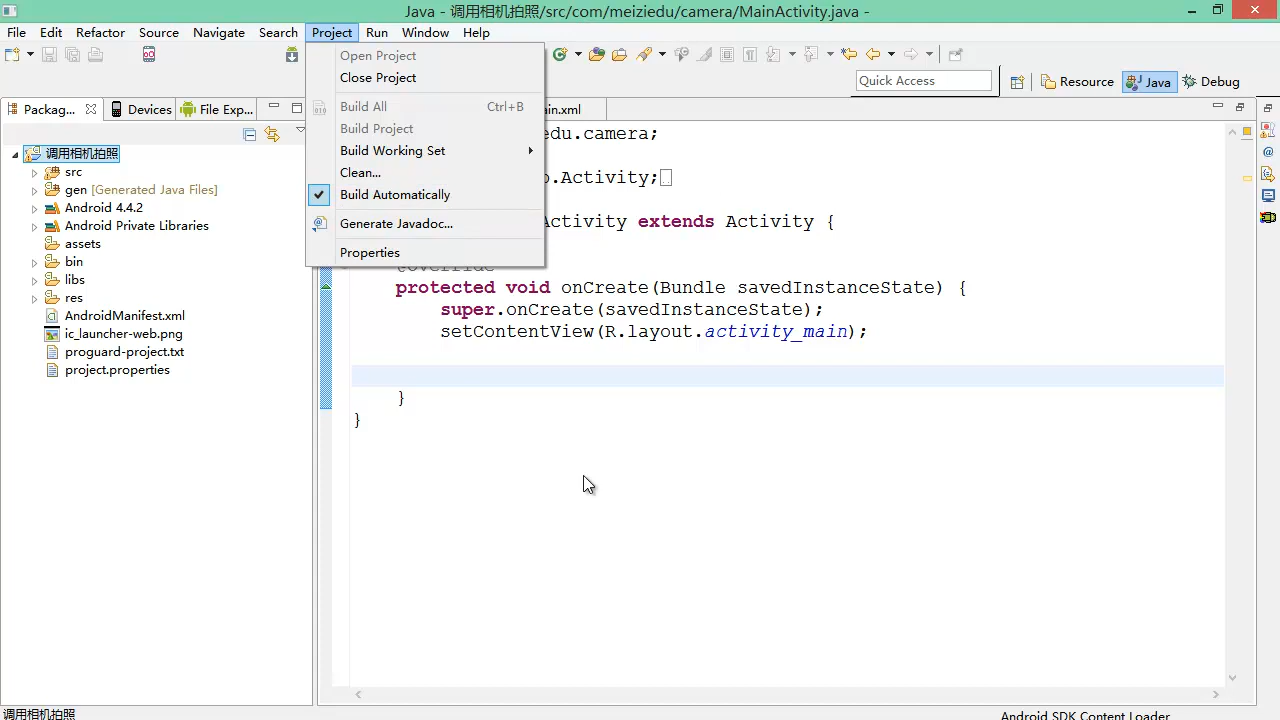 Java - 调用相机拍照/src/com/meiziedu/camera/MainActivity.java -
File Edit Refactor Source Navigate Search Project Run Window Help
Quick Access
Resource
Java
Debug
Packag...
Devices
File Exp...
in.xml
Open Project
Close Project
Build All Ctrl+B
Build Project
Build Working Set
Clean...
Build Automatically
Generate Javadoc...
Properties
调用相机拍照
src
gen [Generated Java Files]
Android 4.4.2
Android Private Libraries
assets
bin
libs
res
AndroidManifest.xml
ic_launcher-web.png
proguard-project.txt
project.properties
edu.camera;
.Activity;
Activity extends Activity {
@Override
protected void onCreate(Bundle savedInstanceState) {
super.onCreate(savedInstanceState);
setContentView(R.layout.activity_main);
}
}
调用相机拍照
Android SDK Content Loader